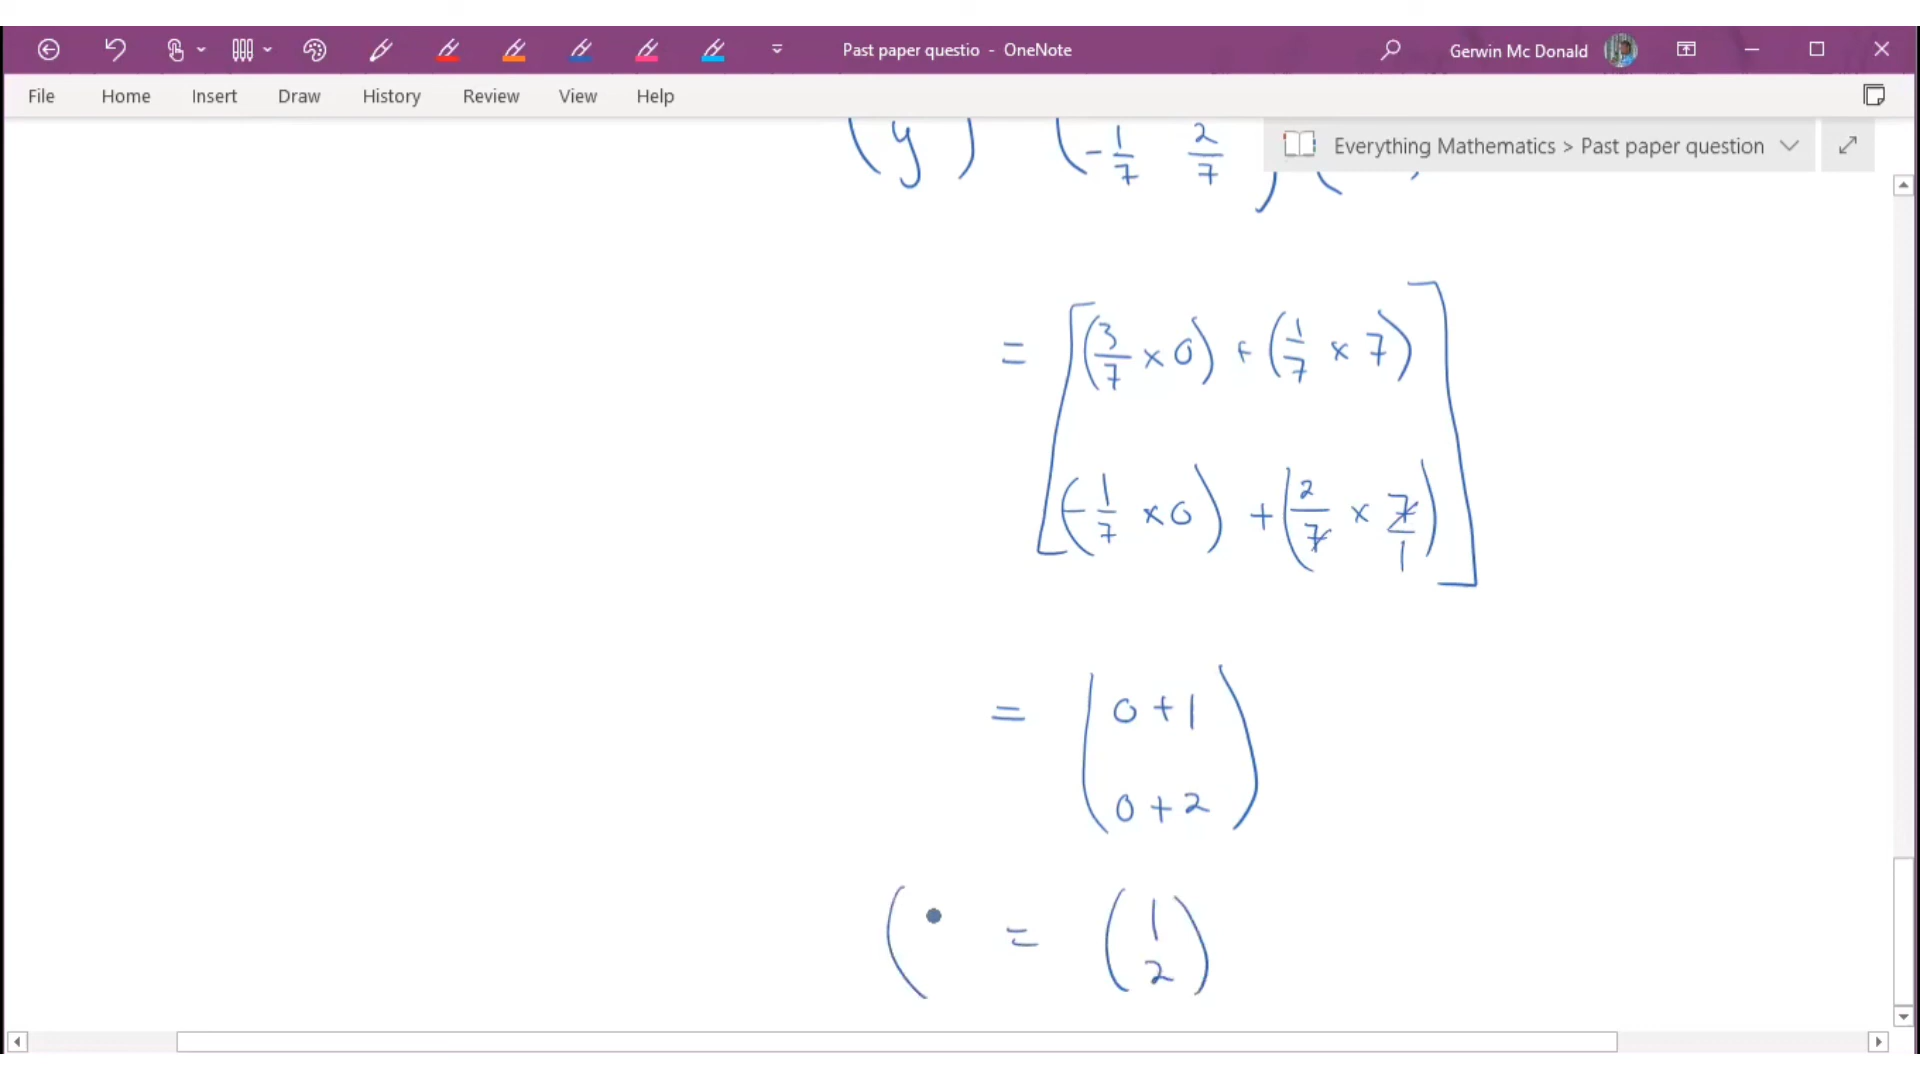 Past paper questio - OneNote
Gerwin Mc Donald
File Home Insert Draw History Review View Help
Everything Mathematics > Past paper question
(y) (-1/7 2/7)(
= [(3/7 × 0) + (1/7 × 7)
(-1/7 × 0) + (2/7 × 7/1)]
= (0 + 1
0 + 2)
( = (1
2)